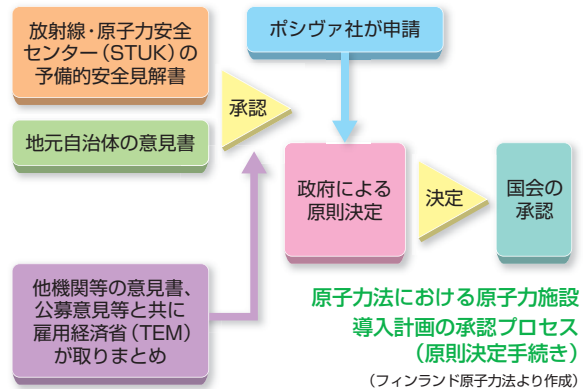 放射線・原子力安全
センター(STUK)の
予備的安全見解書
ポシヴァ社が申請
承認
地元自治体の意見書
政府による
原則決定
決定
国会の
承認
他機関等の意見書、
公募意見等と共に
雇用経済省(TEM)
が取りまとめ
原子力法における原子力施設
導入計画の承認プロセス
(原則決定手続き)
(フィンランド原子力法より作成)